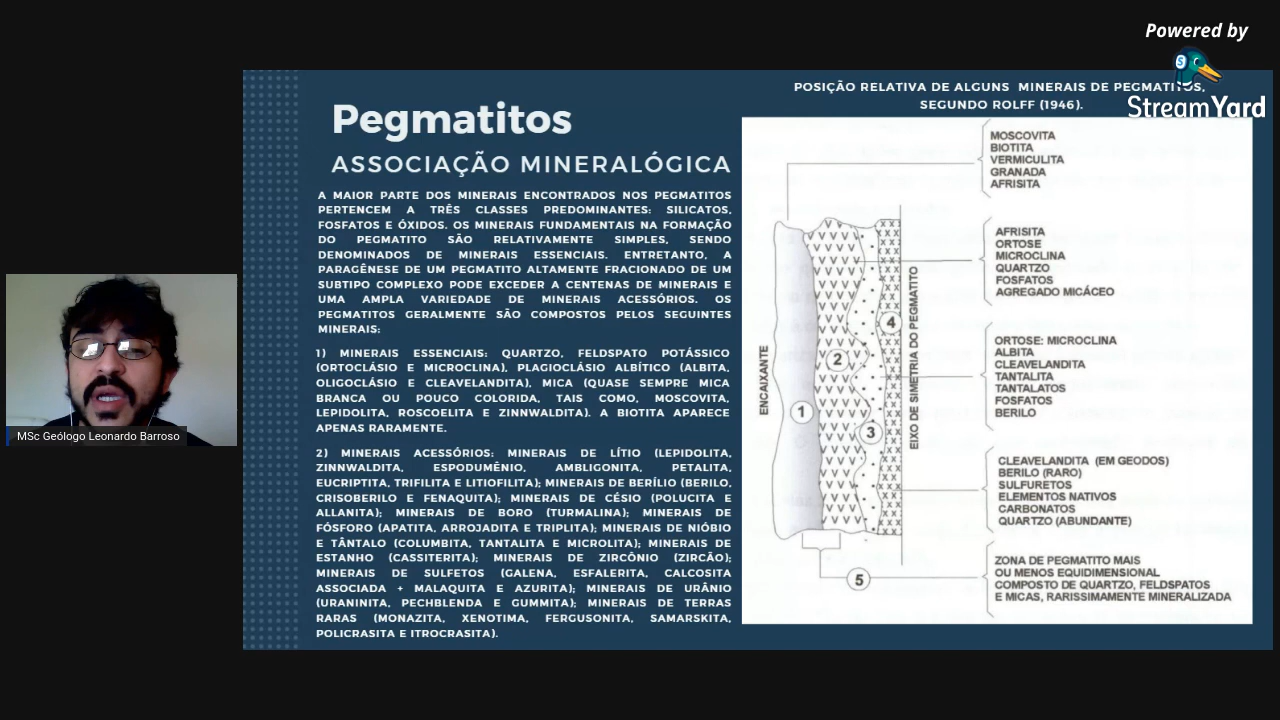 Powered by
StreamYard
Pegmatitos
ASSOCIAÇÃO MINERALÓGICA
A MAIOR PARTE DOS MINERAIS ENCONTRADOS NOS PEGMATITOS
PERTENCEM A TRÊS CLASSES PREDOMINANTES: SILICATOS,
FOSFATOS E ÓXIDOS. OS MINERAIS FUNDAMENTAIS NA FORMAÇÃO
DO PEGMATITO SÃO RELATIVAMENTE SIMPLES, SENDO
DENOMINADOS DE MINERAIS ESSENCIAIS. ENTRETANTO, A
PARAGÊNESE DE UM PEGMATITO ALTAMENTE FRACIONADO DE UM
SUBTIPO COMPLEXO PODE EXCEDER A CENTENAS DE MINERAIS E
UMA AMPLA VARIEDADE DE MINERAIS ACESSÓRIOS. OS
PEGMATITOS GERALMENTE SÃO COMPOSTOS PELOS SEGUINTES
MINERAIS:
1) MINERAIS ESSENCIAIS: QUARTZO, FELDSPATO POTÁSSICO
(ORTOCLÁSIO E MICROCLINA), PLAGIOCLÁSIO ALBÍTICO (ALBITA,
OLIGOCLÁSIO E CLEAVELANDITA), MICA (QUASE SEMPRE MICA
BRANCA OU POUCO COLORIDA, TAIS COMO, MOSCOVITA,
LEPIDOLITA, ROSCOELITA E ZINNWALDITA). A BIOTITA APARECE
APENAS RARAMENTE.
2) MINERAIS ACESSÓRIOS: MINERAIS DE LÍTIO (LEPIDOLITA,
ZINNWALDITA, ESPODUMÊNIO, AMBLIGONITA, PETALITA,
EUCRIPTITA, TRIFILITA E LITIOFILITA); MINERAIS DE BERÍLIO (BERILO,
CRISOBERILO E FENAQUITA); MINERAIS DE CÉSIO (POLUCITA E
ALLANITA); MINERAIS DE BORO (TURMALINA); MINERAIS DE
FÓSFORO (APATITA, ARROJADITA E TRIPLITA); MINERAIS DE NIÓBIO
E TÂNTALO (COLUMBITA, TANTALITA E MICROLITA); MINERAIS DE
ESTANHO (CASSITERITA); MINERAIS DE ZIRCÔNIO (ZIRCÃO);
MINERAIS DE SULFETOS (GALENA, ESFALERITA, CALCOSITA
ASSOCIADA + MALAQUITA E AZURITA); MINERAIS DE URÂNIO
(URANINITA, PECHBLENDA E GUMMITA); MINERAIS DE TERRAS
RARAS (MONAZITA, XENOTIMA, FERGUSONITA, SAMARSKITA,
POLICRASITA E ITROCRASITA).
POSIÇÃO RELATIVA DE ALGUNS MINERAIS DE PEGMATITOS,
SEGUNDO ROLFF (1946).
MOSCOVITA
BIOTITA
VERMICULITA
GRANADA
AFRISITA
AFRISITA
ORTOSE
MICROCLINA
QUARTZO
FOSFATOS
AGREGADO MICÁCEO
ORTOSE: MICROCLINA
ALBITA
CLEAVELANDITA
TANTALITA
TANTALATOS
FOSFATOS
BERILO
CLEAVELANDITA (EM GEODOS)
BERILO (RARO)
SULFURETOS
ELEMENTOS NATIVOS
CARBONATOS
QUARTZO (ABUNDANTE)
ZONA DE PEGMATITO MAIS
OU MENOS EQUIDIMENSIONAL
COMPOSTO DE QUARTZO, FELDSPATOS
E MICAS, RARISSIMAMENTE MINERALIZADA
ENCAIXANTE
EIXO DE SIMETRIA DO PEGMATITO
1
2
3
4
5
MSc Geólogo Leonardo Barroso